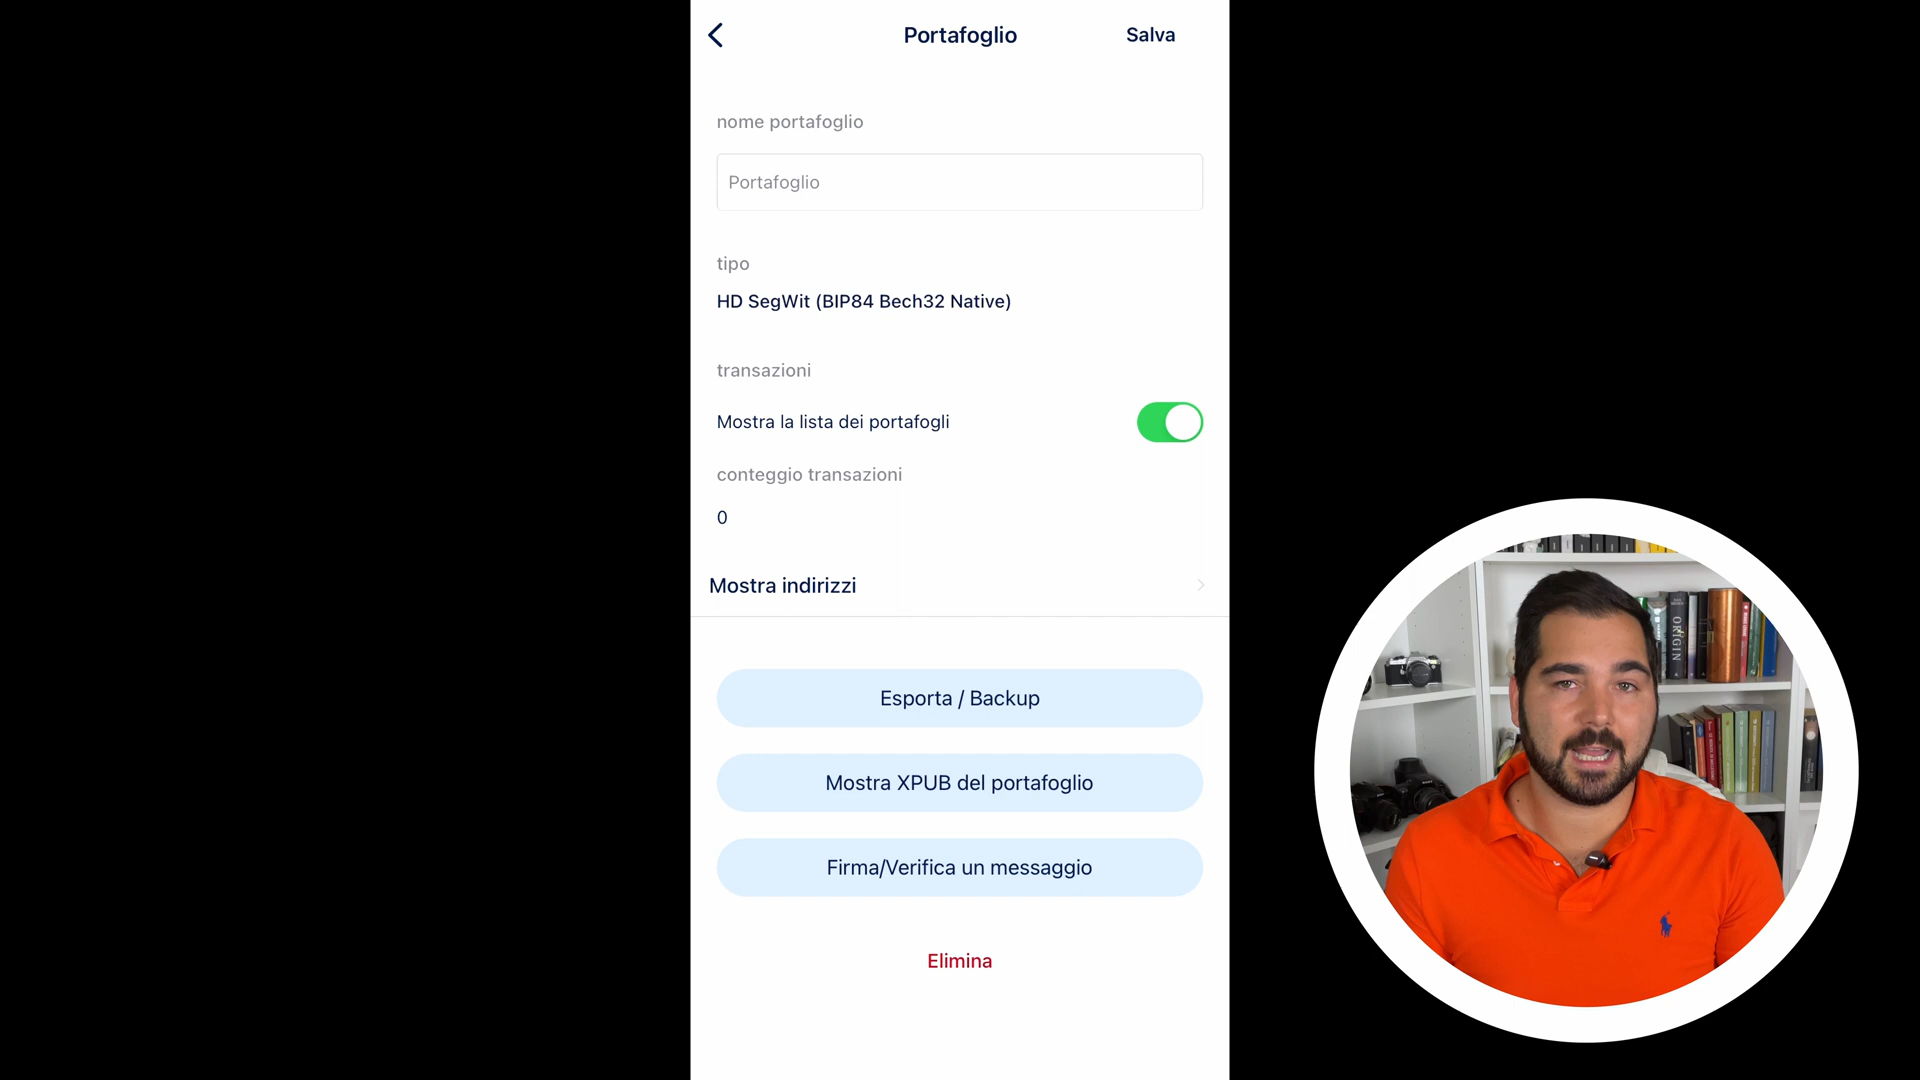 Portafoglio
Salva
nome portafoglio
Portafoglio
tipo
HD SegWit (BIP84 Bech32 Native)
transazioni
Mostra la lista dei portafogli
conteggio transazioni
0
Mostra indirizzi
Esporta / Backup
Mostra XPUB del portafoglio
Firma/Verifica un messaggio
Elimina
ORIGIN